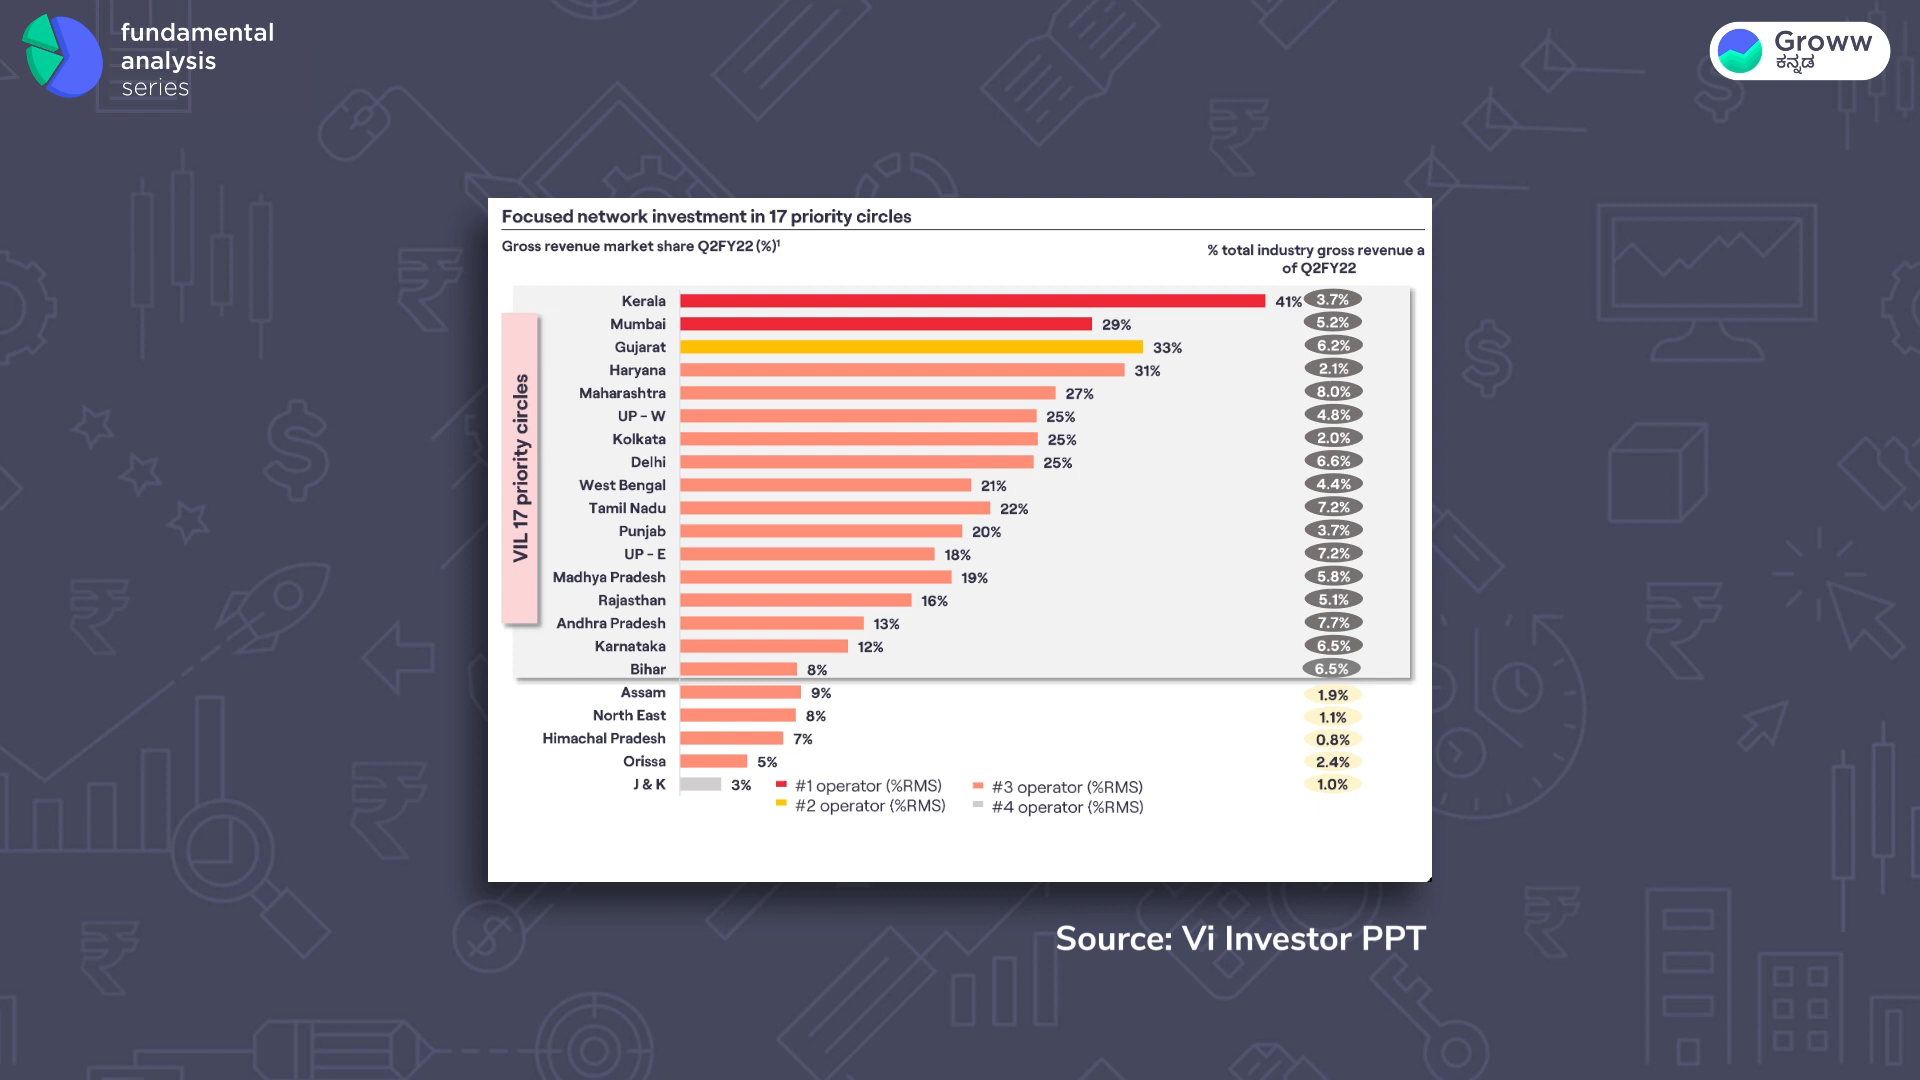 fundamental
analysis
series
Groww
ಕನ್ನಡ
Focused network investment in 17 priority circles
Gross revenue market share Q2FY22 (%)¹
% total industry gross revenue a
of Q2FY22
VIL 17 priority circles
Kerala 41% 3.7%
Mumbai 29% 5.2%
Gujarat 33% 6.2%
Haryana 31% 2.1%
Maharashtra 27% 8.0%
UP - W 25% 4.8%
Kolkata 25% 2.0%
Delhi 25% 6.6%
West Bengal 21% 4.4%
Tamil Nadu 22% 7.2%
Punjab 20% 3.7%
UP - E 18% 7.2%
Madhya Pradesh 19% 5.8%
Rajasthan 16% 5.1%
Andhra Pradesh 13% 7.7%
Karnataka 12% 6.5%
Bihar 8% 6.5%
Assam 9% 1.9%
North East 8% 1.1%
Himachal Pradesh 7% 0.8%
Orissa 5% 2.4%
J & K 3% 1.0%
#1 operator (%RMS) #3 operator (%RMS)
#2 operator (%RMS) #4 operator (%RMS)
Source: Vi Investor PPT